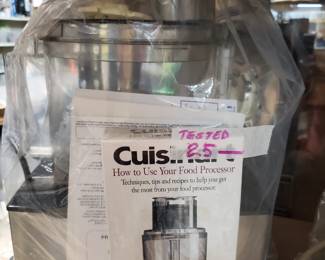 TESTED
25—
Cuisinart
How to Use Your Food Processor
Techniques, tips and recipes to help you get
the most from your food processor.